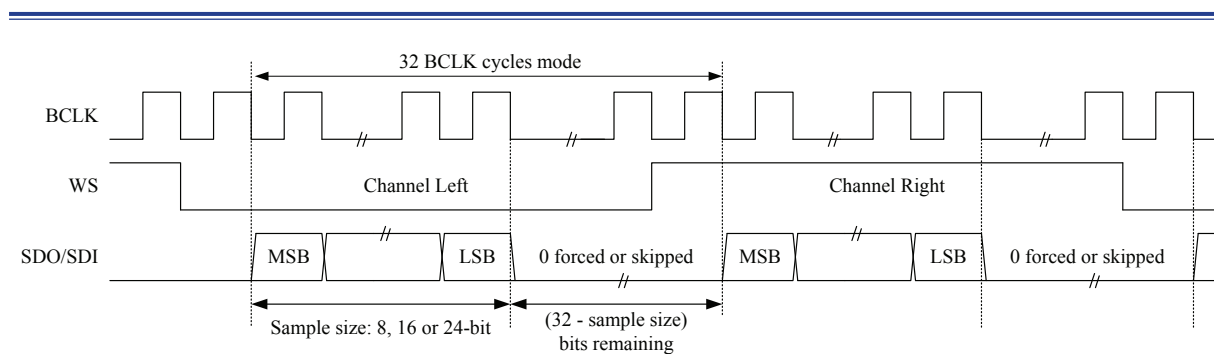 32 BCLK cycles mode
BCLK
WS
Channel Left
Channel Right
SDO/SDI
MSB
LSB
0 forced or skipped
MSB
LSB
0 forced or skipped
Sample size: 8, 16 or 24-bit
(32 - sample size)
bits remaining